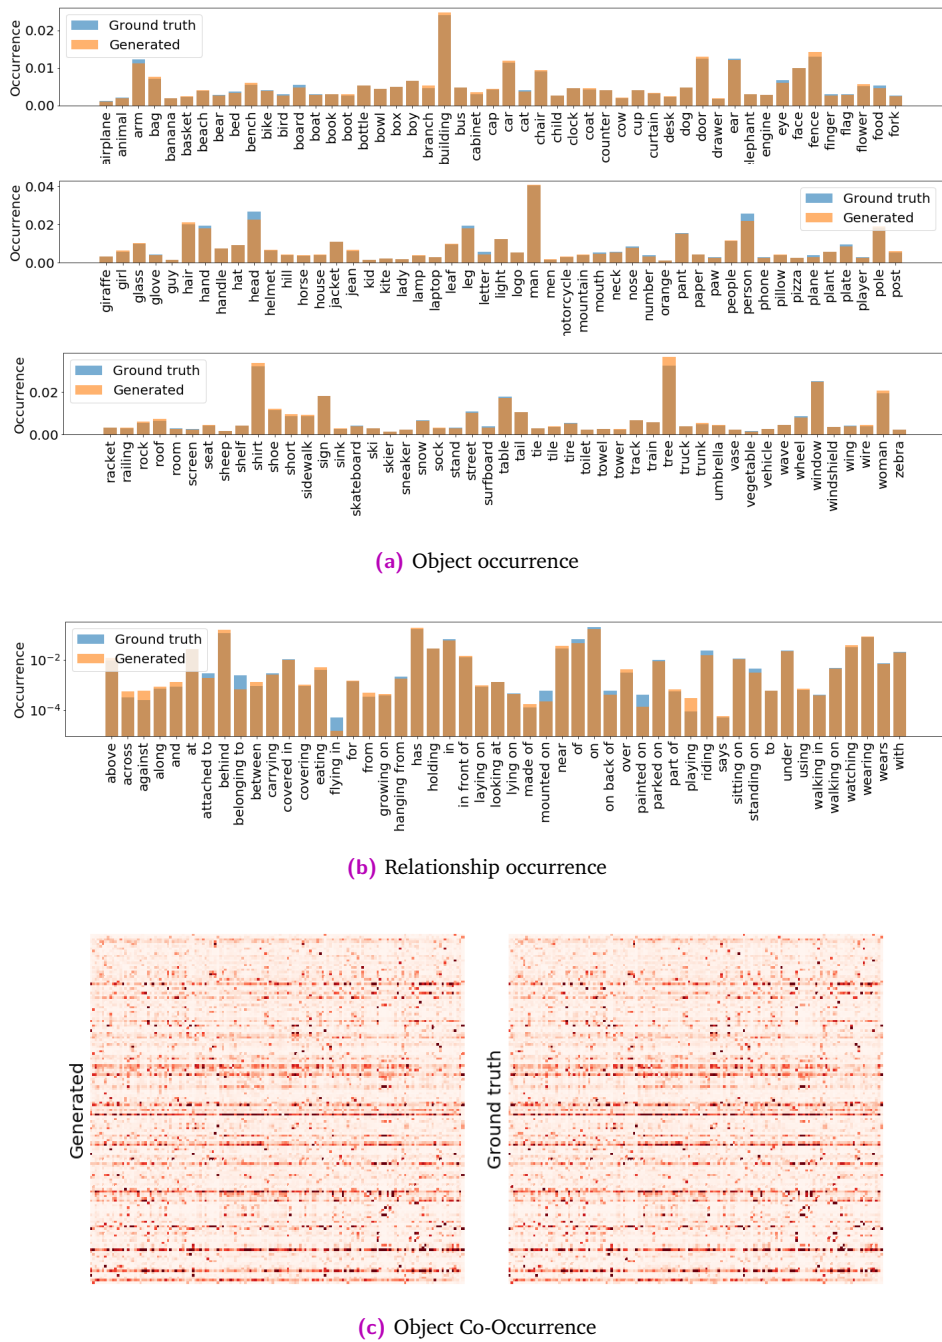 Ground truth
Generated
Occurrence
0.02
0.01
0.00
airplane
animal
arm
bag
banana
basket
beach
bear
bed
bench
bike
bird
board
boat
book
boot
bottle
bowl
box
boy
branch
building
bus
cabinet
cap
car
cat
chair
child
clock
coat
counter
cow
cup
curtain
desk
dog
door
drawer
ear
elephant
engine
eye
face
fence
finger
flag
flower
food
fork
Ground truth
Generated
Occurrence
0.04
0.02
0.00
giraffe
girl
glass
glove
guy
hair
hand
handle
hat
head
helmet
hill
horse
house
jacket
jean
kid
kite
lady
lamp
laptop
leaf
leg
letter
light
logo
man
men
motorcycle
mountain
mouth
neck
nose
number
orange
pant
paper
paw
people
person
phone
pillow
pizza
plane
plant
plate
player
pole
post
Ground truth
Generated
Occurrence
0.02
0.00
racket
railing
rock
roof
room
screen
seat
sheep
shelf
shirt
shoe
short
sidewalk
sign
sink
skateboard
ski
skier
sneaker
snow
sock
stand
street
surfboard
table
tail
tie
tile
tire
toilet
towel
tower
track
train
tree
truck
trunk
umbrella
vase
vegetable
vehicle
wave
wheel
window
windshield
wing
wire
woman
zebra
(a) Object occurrence
Ground truth
Generated
Occurrence
10⁻²
10⁻⁴
above
across
against
along
and
at
attached to
behind
belonging to
between
carrying
covered in
covering
eating
flying in
for
from
growing on
hanging from
has
holding
in
in front of
laying on
looking at
lying on
made of
mounted on
near
of
on
on back of
over
painted on
parked on
part of
playing
riding
says
sitting on
standing on
to
under
using
walking in
walking on
watching
wearing
wears
with
(b) Relationship occurrence
Generated
Ground truth
(c) Object Co-Occurrence